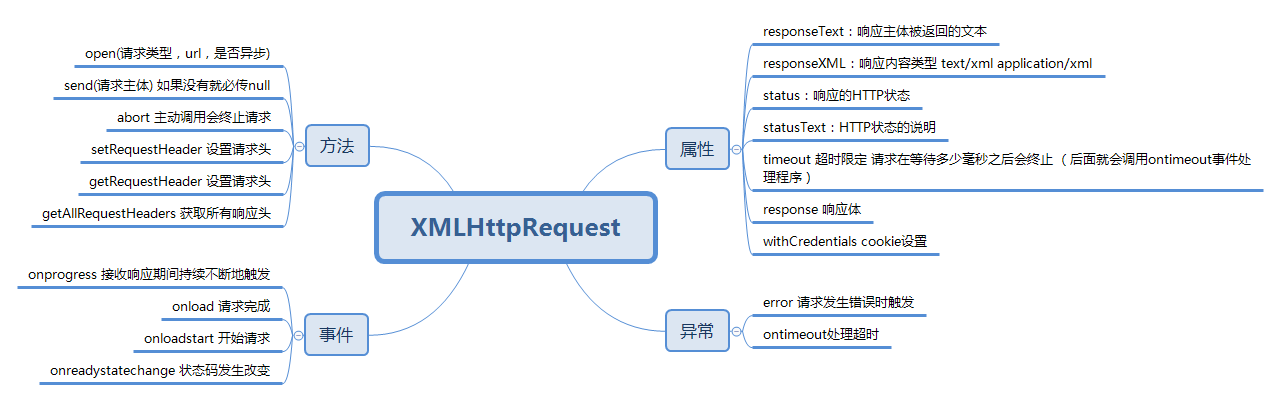 XMLHttpRequest
方法
open(请求类型，url，是否异步)
send(请求主体) 如果没有就必传null
abort 主动调用会终止请求
setRequestHeader 设置请求头
getRequestHeader 设置请求头
getAllRequestHeaders 获取所有响应头
事件
onprogress 接收响应期间持续不断地触发
onload 请求完成
onloadstart 开始请求
onreadystatechange 状态码发生改变
属性
responseText：响应主体被返回的文本
responseXML：响应内容类型 text/xml application/xml
status：响应的HTTP状态
statusText：HTTP状态的说明
timeout 超时限定 请求在等待多少毫秒之后会终止 （ 后面就会调用ontimeout事件处
理程序 ）
response 响应体
withCredentials cookie设置
异常
error 请求发生错误时触发
ontimeout处理超时